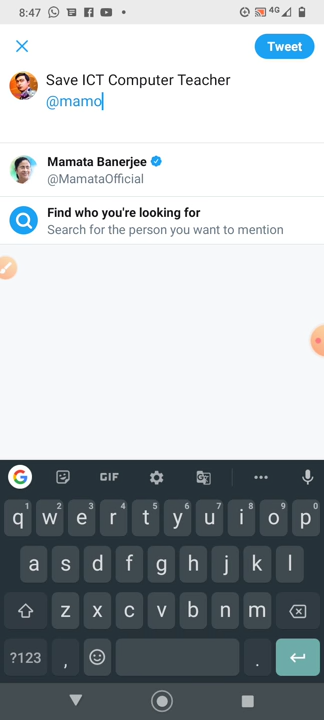 8:47
4G
Tweet
Save ICT Computer Teacher
@mamo
Mamata Banerjee
@MamataOfficial
Find who you're looking for
Search for the person you want to mention
G GIF
1 2 3 4 5 6 7 8 9 0
q w e r t y u i o p
a s d f g h j k l
z x c v b n m
?123 , .